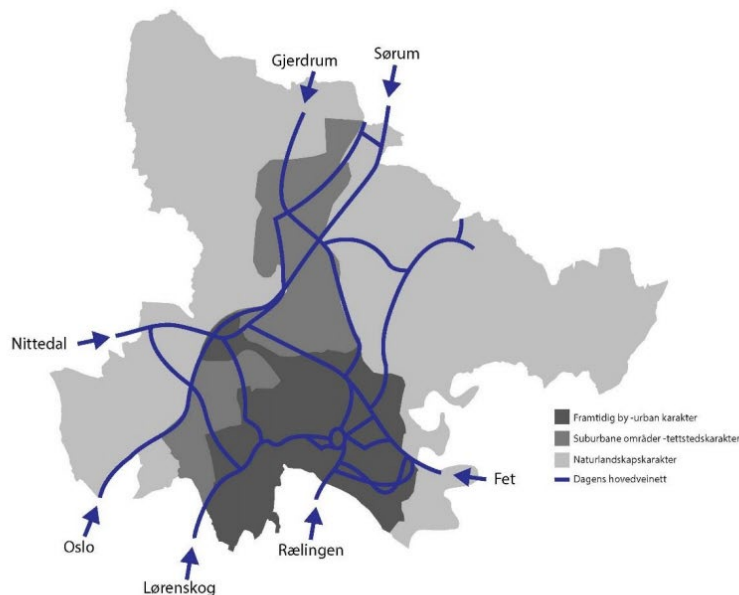 Sørum
Gjerdrum
Nittedal
Framtidig by -urban karakter
Suburbane områder -tettstedskarakter
Naturlandskapskarakter
Dagens hovedveinett
Fet
Oslo
Rælingen
Lørenskog